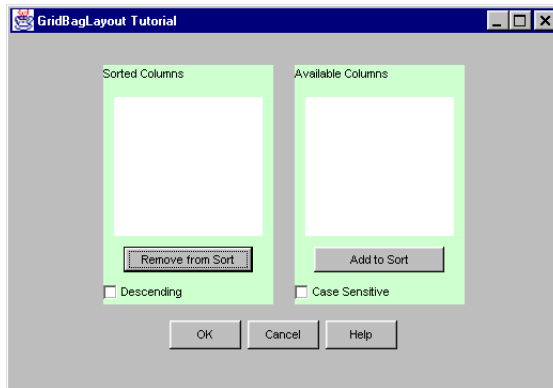 GridBagLayout Tutorial
Sorted Columns
Available Columns
Remove from Sort
Add to Sort
Descending
Case Sensitive
OK
Cancel
Help